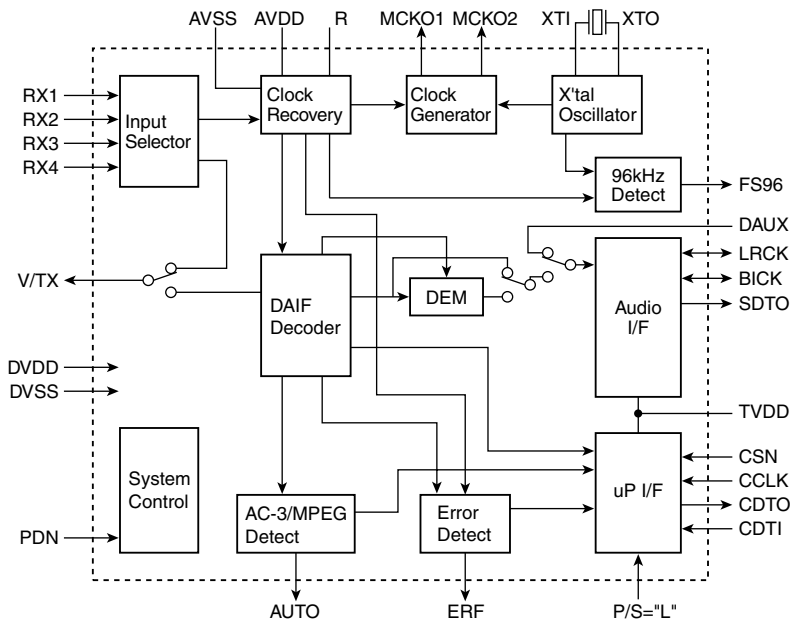 AVSS AVDD R MCKO1 MCKO2 XTI XTO
RX1
RX2
RX3
RX4
Input
Selector
Clock
Recovery
Clock
Generator
X'tal
Oscillator
96kHz
Detect
FS96
DAUX
LRCK
BICK
SDTO
V/TX
DAIF
Decoder
DEM
Audio
I/F
DVDD
DVSS
TVDD
System
Control
PDN
AC-3/MPEG
Detect
Error
Detect
uP I/F
CSN
CCLK
CDTO
CDTI
AUTO
ERF
P/S="L"